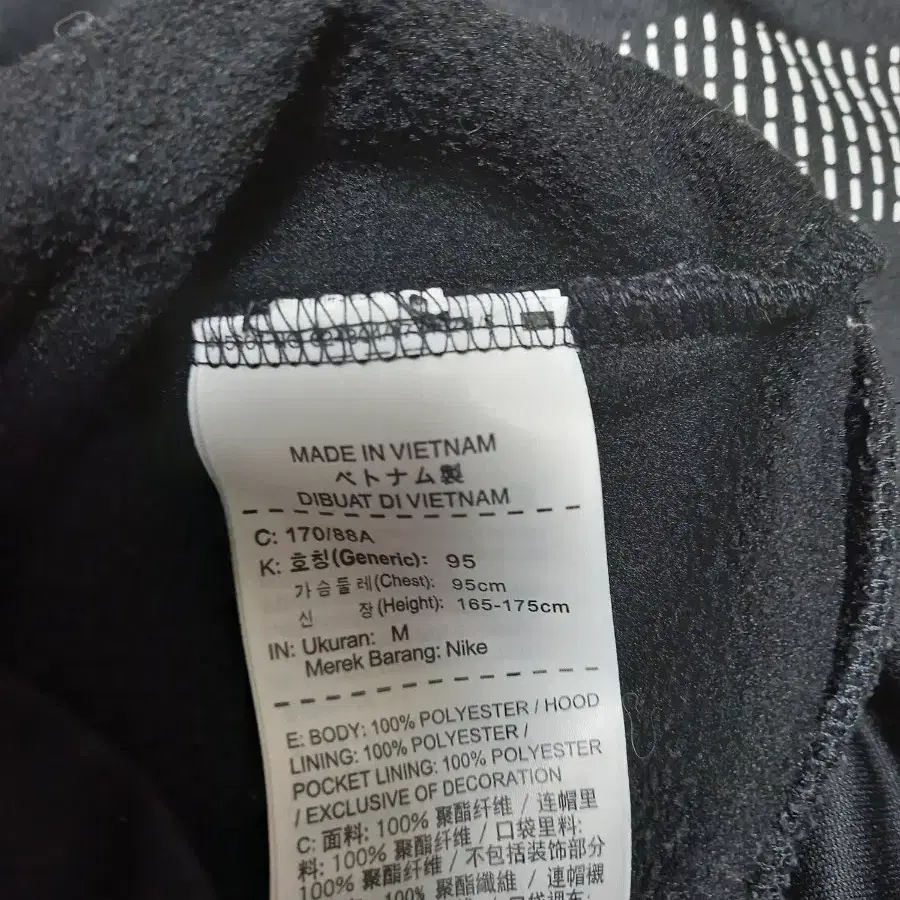 MADE IN VIETNAM
ベトナム製
DIBUAT DI VIETNAM
C: 170/88A
K: 호칭(Generic): 95
가슴둘레(Chest): 95cm
신 장(Height): 165-175cm
IN: Ukuran: M
Merek Barang: Nike
E: BODY: 100% POLYESTER / HOOD
LINING: 100% POLYESTER /
POCKET LINING: 100% POLYESTER
/ EXCLUSIVE OF DECORATION
C: 面料: 100% 聚酯纤维 / 连帽里
料: 100% 聚酯纤维 / 口袋里料:
100% 聚酯纤维 / 不包括装饰部分
100% 聚酯纖維 / 連帽襯